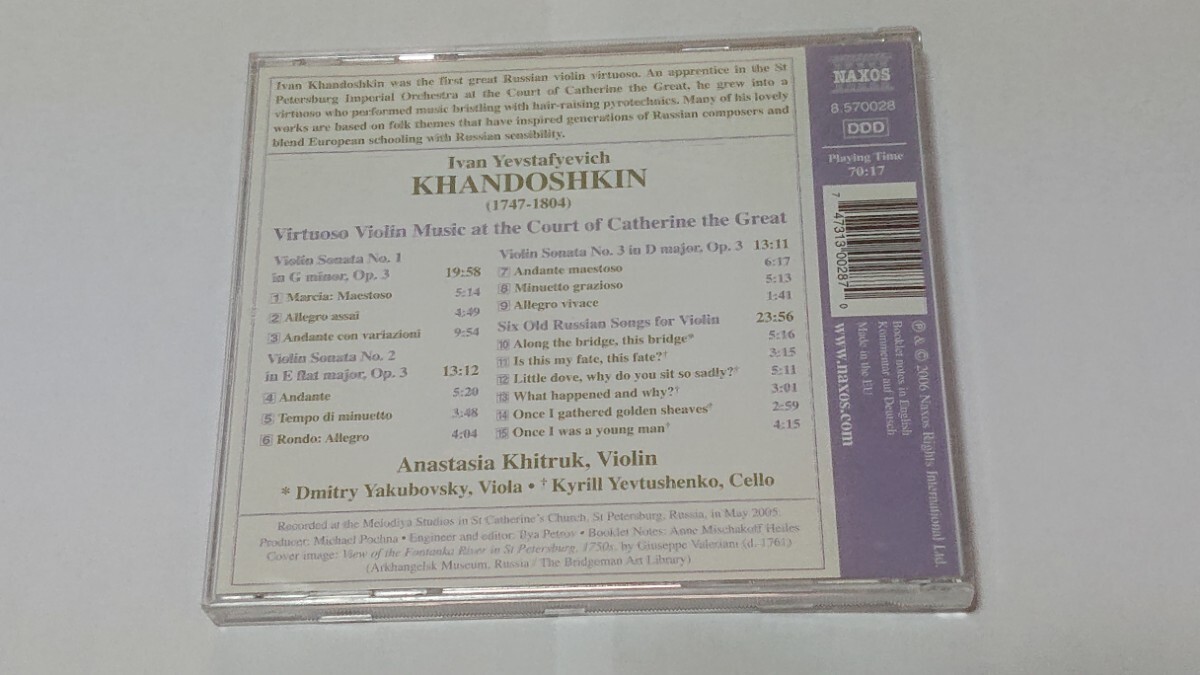 Ivan Khandoshkin was the first great Russian violin virtuoso. An apprentice in the St
Petersburg Imperial Orchestra at the Court of Catherine the Great, he grew into a
virtuoso who performed music bristling with hair-raising pyrotechnics. Many of his lovely
works are based on folk themes that have inspired generations of Russian composers and
blend European schooling with Russian sensibility.
Ivan Yevstafyevich
KHANDOSHKIN
(1747-1804)
Virtuoso Violin Music at the Court of Catherine the Great
Violin Sonata No. 1
in G minor, Op. 3 19:58
1 Marcia: Maestoso 5:14
2 Allegro assai 4:49
3 Andante con variazioni 9:54
Violin Sonata No. 2
in E flat major, Op. 3 13:12
4 Andante 5:20
5 Tempo di minuetto 3:48
6 Rondo: Allegro 4:04
Violin Sonata No. 3 in D major, Op. 3 13:11
7 Andante maestoso 6:17
8 Minuetto grazioso 5:13
9 Allegro vivace 1:41
Six Old Russian Songs for Violin 23:56
10 Along the bridge, this bridge* 5:16
11 Is this my fate, this fate?† 3:15
12 Little dove, why do you sit so sadly?† 5:11
13 What happened and why?† 3:01
14 Once I gathered golden sheaves* 2:59
15 Once I was a young man† 4:15
Anastasia Khitruk, Violin
* Dmitry Yakubovsky, Viola • † Kyrill Yevtushenko, Cello
Recorded at the Melodiya Studios in St Catherine's Church, St Petersburg, Russia, in May 2005.
Producer: Michael Pochna • Engineer and editor: Ilya Petrov • Booklet Notes: Anne Mischakoff Heiles
Cover image: View of the Fontanka River in St Petersburg, 1750s, by Giuseppe Valeriani (d. 1761)
(Arkhangelsk Museum, Russia / The Bridgeman Art Library)
NAXOS
8.570028
DDD
Playing Time
70:17
7 47313 00287 0
℗ & © 2006 Naxos Rights International Ltd.
Booklet notes in English
Kommentar auf Deutsch
Made in the EU
www.naxos.com